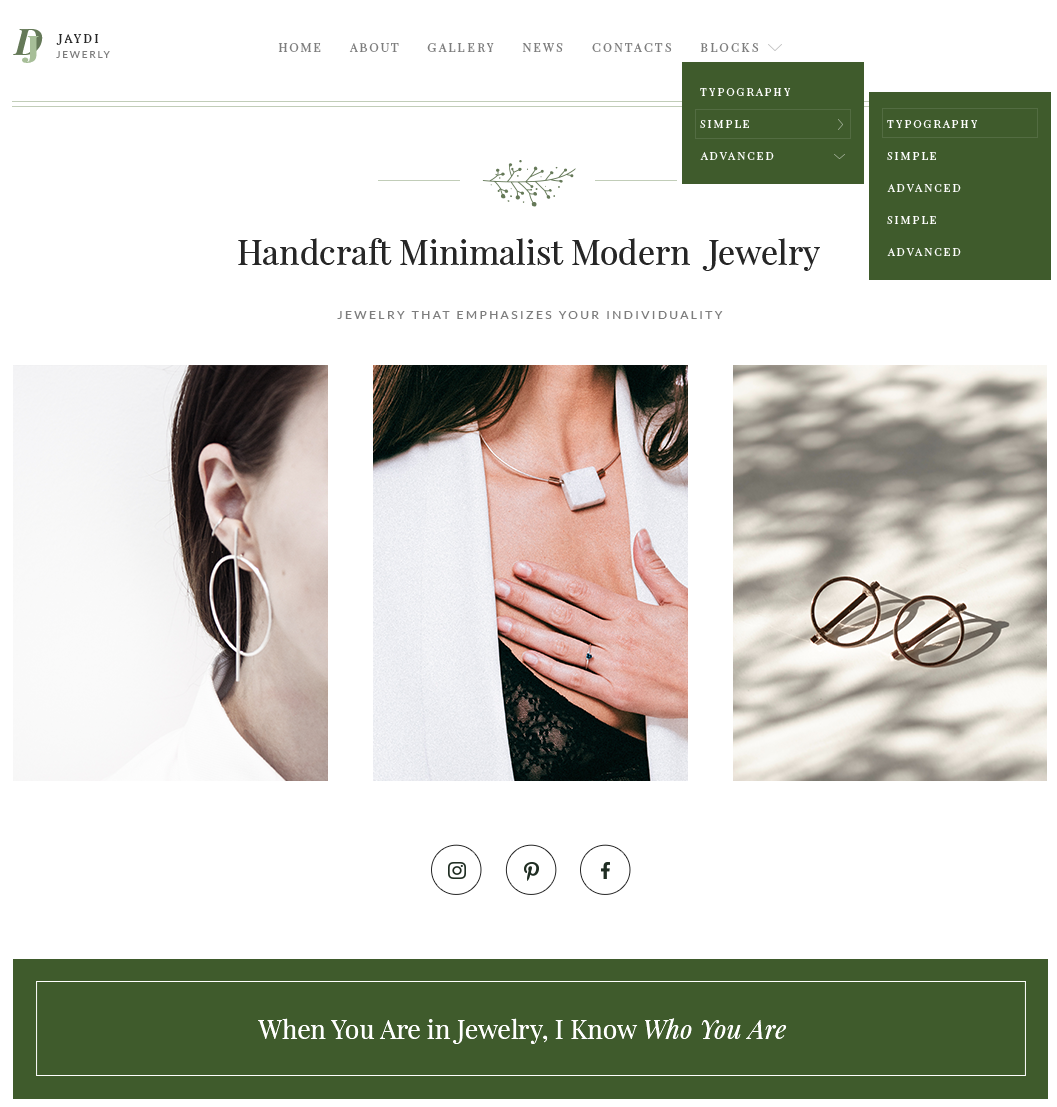 DJ
JAYDI
JEWERLY
HOME ABOUT GALLERY NEWS CONTACTS BLOCKS
TYPOGRAPHY
SIMPLE
ADVANCED
TYPOGRAPHY
SIMPLE
ADVANCED
SIMPLE
ADVANCED
Handcraft Minimalist Modern Jewelry
JEWELRY THAT EMPHASIZES YOUR INDIVIDUALITY
When You Are in Jewelry, I Know Who You Are